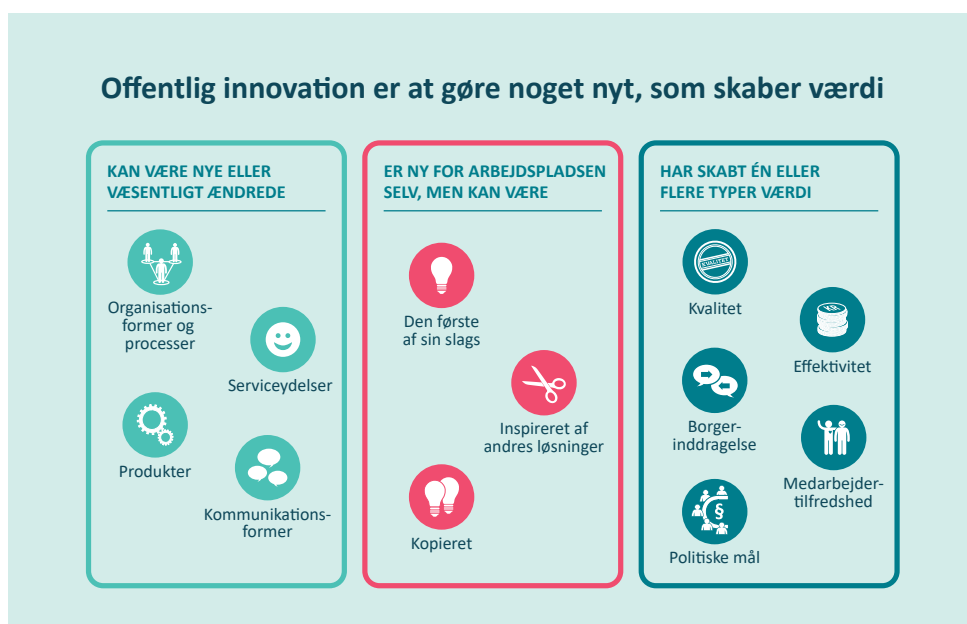 Offentlig innovation er at gøre noget nyt, som skaber værdi
KAN VÆRE NYE ELLER
VÆSENTLIGT ÆNDREDE
Organisations-
former og
processer
Serviceydelser
Produkter
Kommunikations-
former
ER NY FOR ARBEJDSPLADSEN
SELV, MEN KAN VÆRE
Den første
af sin slags
Inspireret af
andres løsninger
Kopieret
HAR SKABT ÉN ELLER
FLERE TYPER VÆRDI
KVALITET
Kvalitet
KR
Effektivitet
Borger-
inddragelse
Medarbejder-
tilfredshed
§
Politiske mål